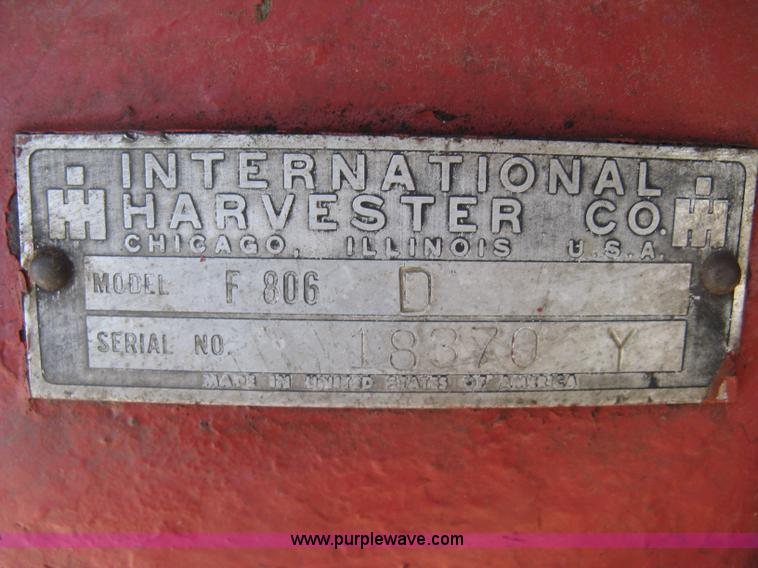 INTERNATIONAL
HARVESTER CO.
CHICAGO, ILLINOIS U.S.A.
MODEL F 806 D
SERIAL NO. 18370 Y
MADE IN UNITED STATES OF AMERICA
www.purplewave.com